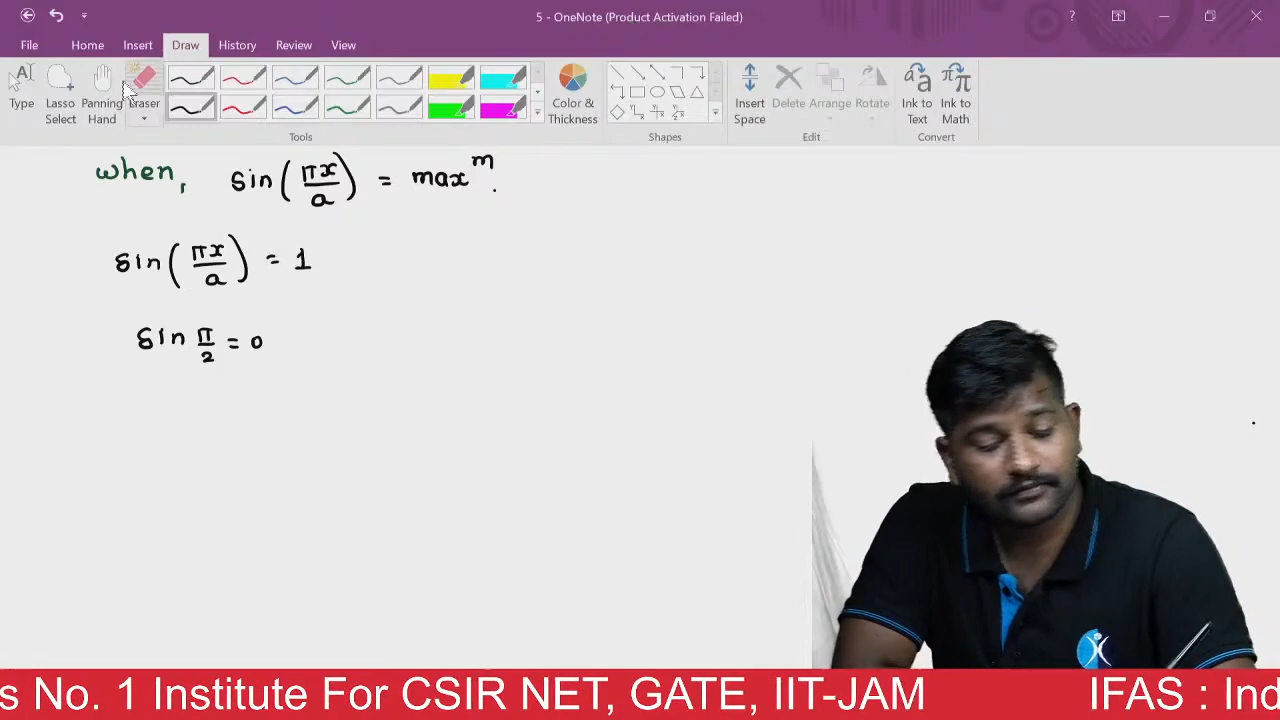 5 - OneNote (Product Activation Failed)
File Home Insert Draw History Review View
Type Lasso Select Panning Hand Eraser Color & Thickness Insert Space Delete Arrange Rotate Ink to Text Ink to Math
Tools Shapes Edit Convert
when, sin(πx/a) = max^m.
sin(πx/a) = 1
sin π/2 = 0
s No. 1 Institute For CSIR NET, GATE, IIT-JAM IFAS : Ind